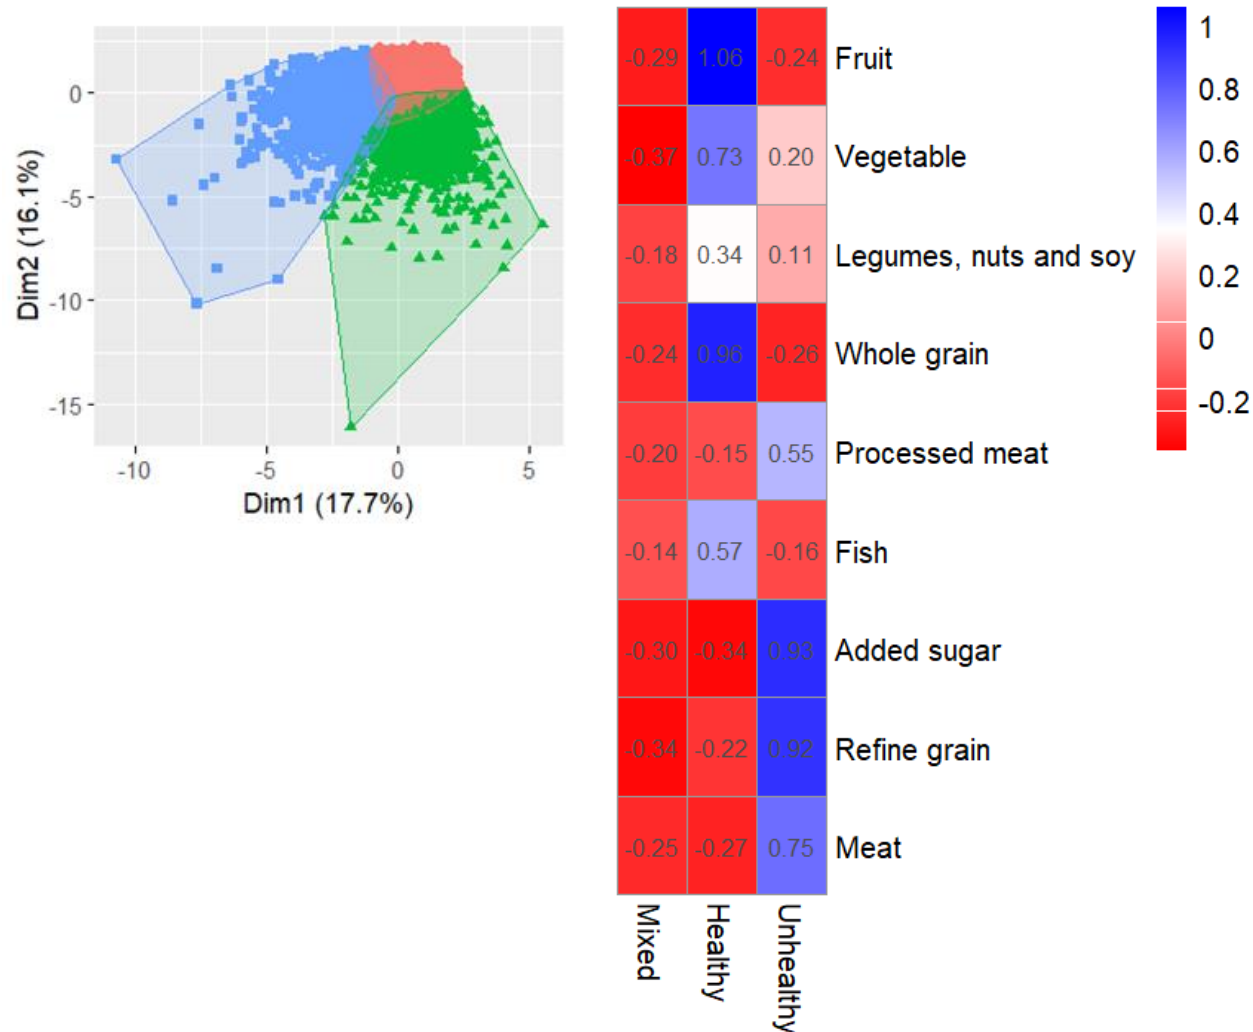 0
-5
-10
-15
Dim2 (16.1%)
-10 -5 0 5
Dim1 (17.7%)
-0.29 1.06 -0.24 Fruit
-0.37 0.73 0.20 Vegetable
-0.18 0.34 0.11 Legumes, nuts and soy
-0.24 0.96 -0.26 Whole grain
-0.20 -0.15 0.55 Processed meat
-0.14 0.57 -0.16 Fish
-0.30 -0.34 0.93 Added sugar
-0.34 -0.22 0.92 Refine grain
-0.25 -0.27 0.75 Meat
Mixed
Healthy
Unhealthy
1
0.8
0.6
0.4
0.2
0
-0.2